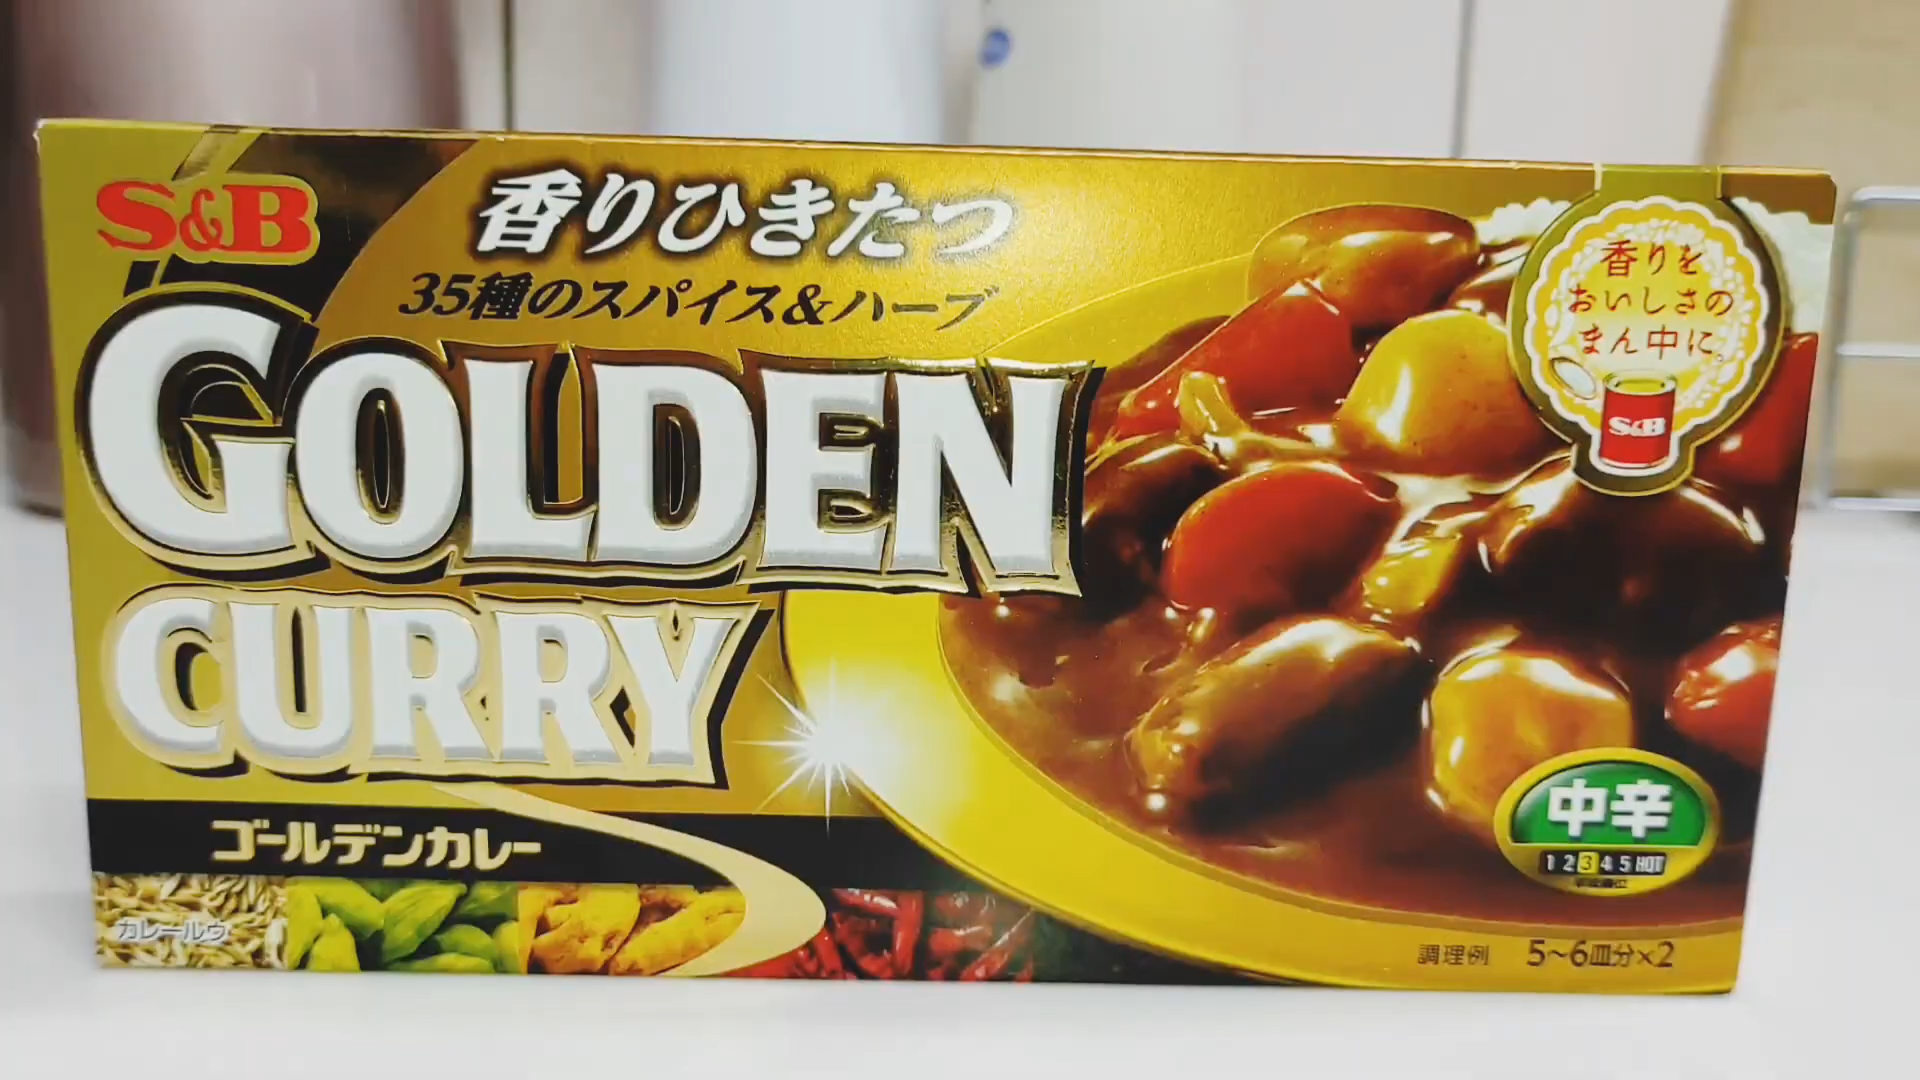 S&B
香りひきたつ
35種のスパイス&ハーブ
GOLDEN
CURRY
ゴールデンカレー
カレールウ
香りを
おいしさの
まん中に。
S&B
中辛
1 2 3 4 5 HOT
調理例 5~6皿分×2